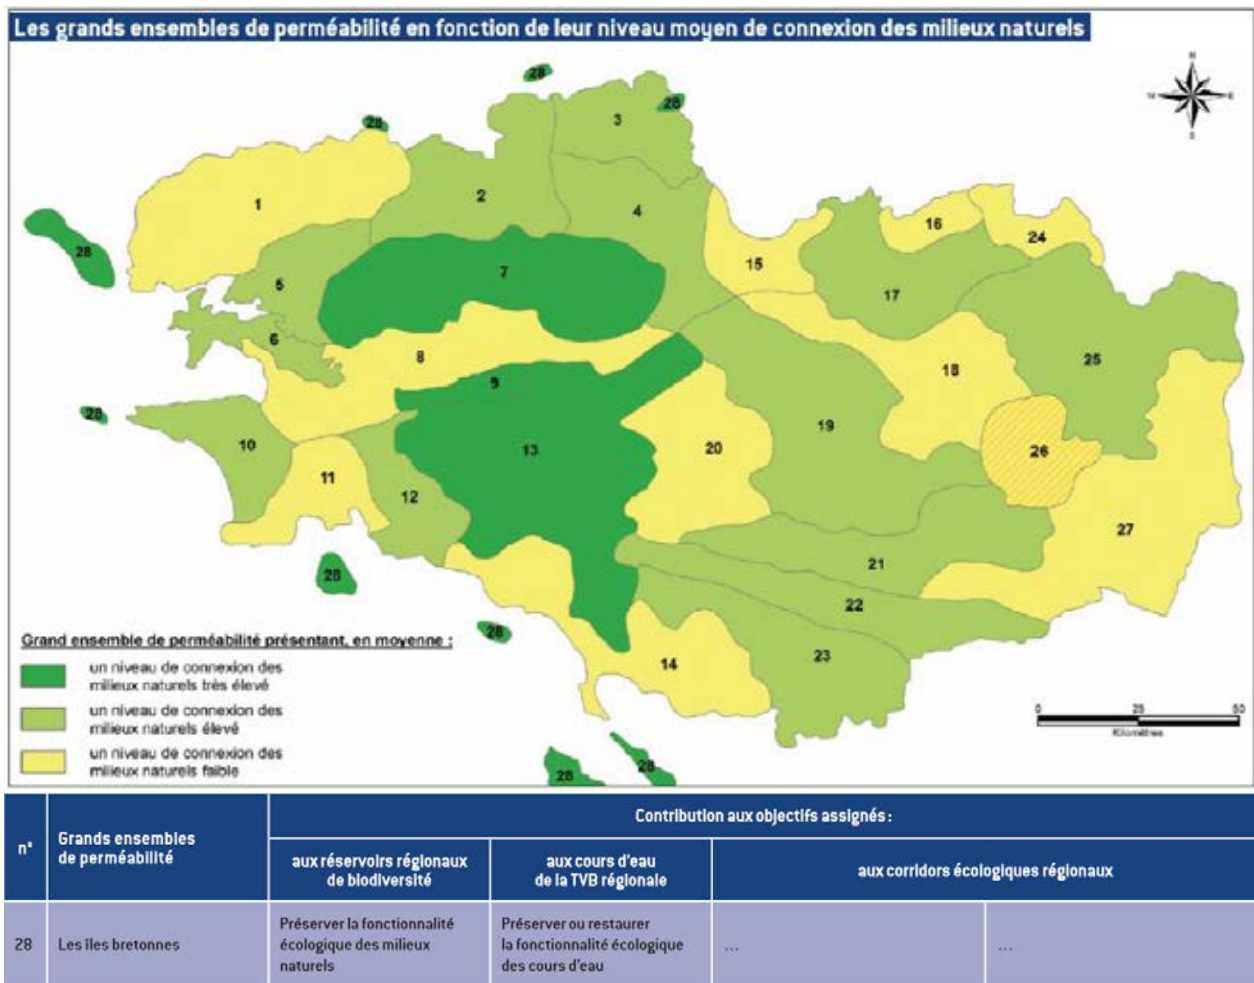 Les grands ensembles de perméabilité en fonction de leur niveau moyen de connexion des milieux naturels
N
O E
S
28
28
28
3
1
2
4
28
16
24
15
5
7
17
6
8
18
25
9
28
10
19
13
20
26
11
12
27
21
28
22
28
14
23
28
28
Grand ensemble de perméabilité présentant, en moyenne :
un niveau de connexion des
milieux naturels très élevé
un niveau de connexion des
milieux naturels élevé
un niveau de connexion des
milieux naturels faible
0 25 50
Kilomètres
n°
Grands ensembles
de perméabilité
Contribution aux objectifs assignés :
aux réservoirs régionaux
de biodiversité
aux cours d'eau
de la TVB régionale
aux corridors écologiques régionaux
28
Les îles bretonnes
Préserver la fonctionnalité
écologique des milieux
naturels
Préserver ou restaurer
la fonctionnalité écologique
des cours d'eau
...
...